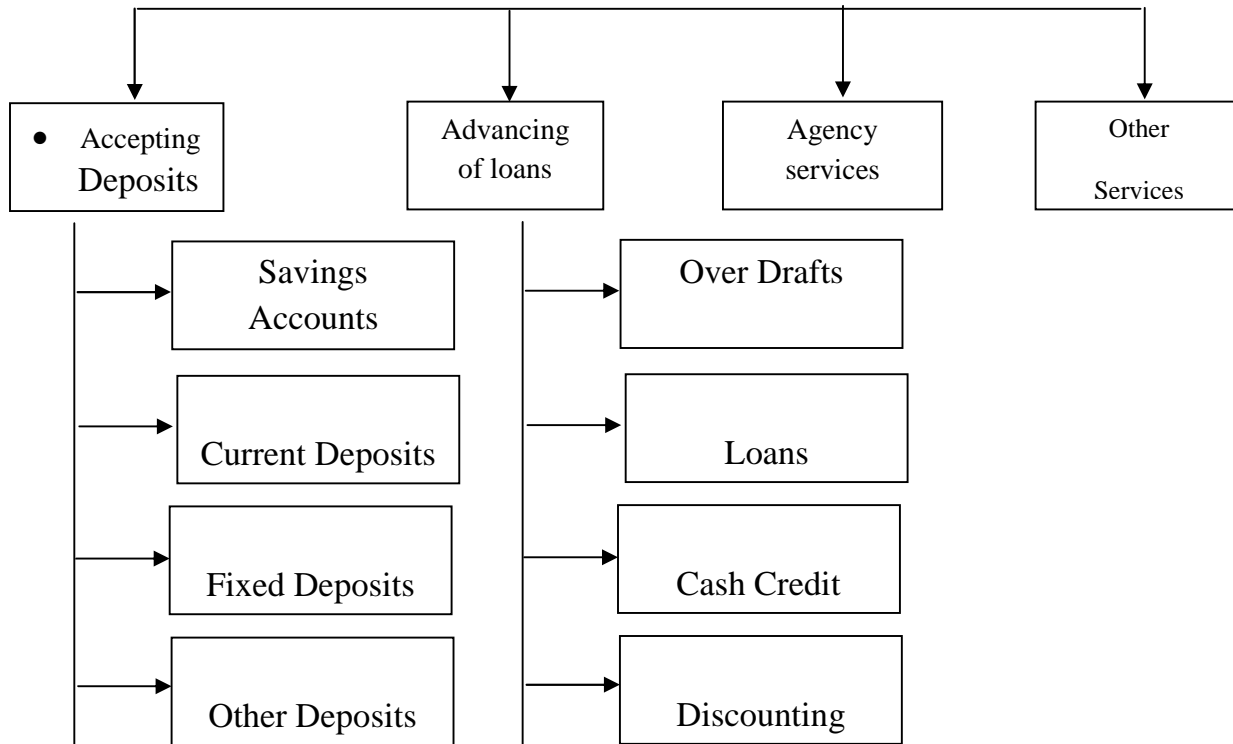 • Accepting
Deposits
Advancing
of loans
Agency
services
Other
Services
Savings
Accounts
Over Drafts
Current Deposits
Loans
Fixed Deposits
Cash Credit
Other Deposits
Discounting